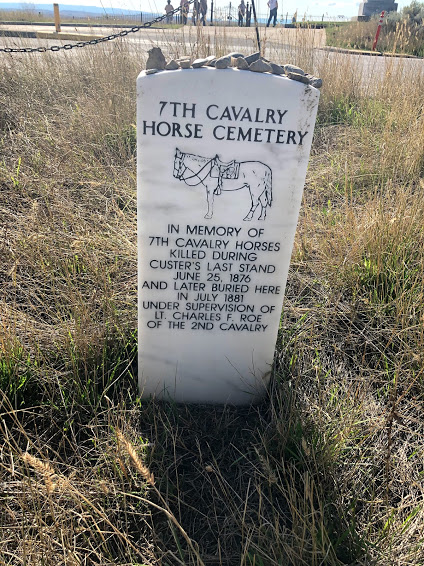 7TH CAVALRY
HORSE CEMETERY
IN MEMORY OF
7TH CAVALRY HORSES
KILLED DURING
CUSTER'S LAST STAND
JUNE 25, 1876
AND LATER BURIED HERE
IN JULY 1881
UNDER SUPERVISION OF
LT. CHARLES F. ROE
OF THE 2ND CAVALRY